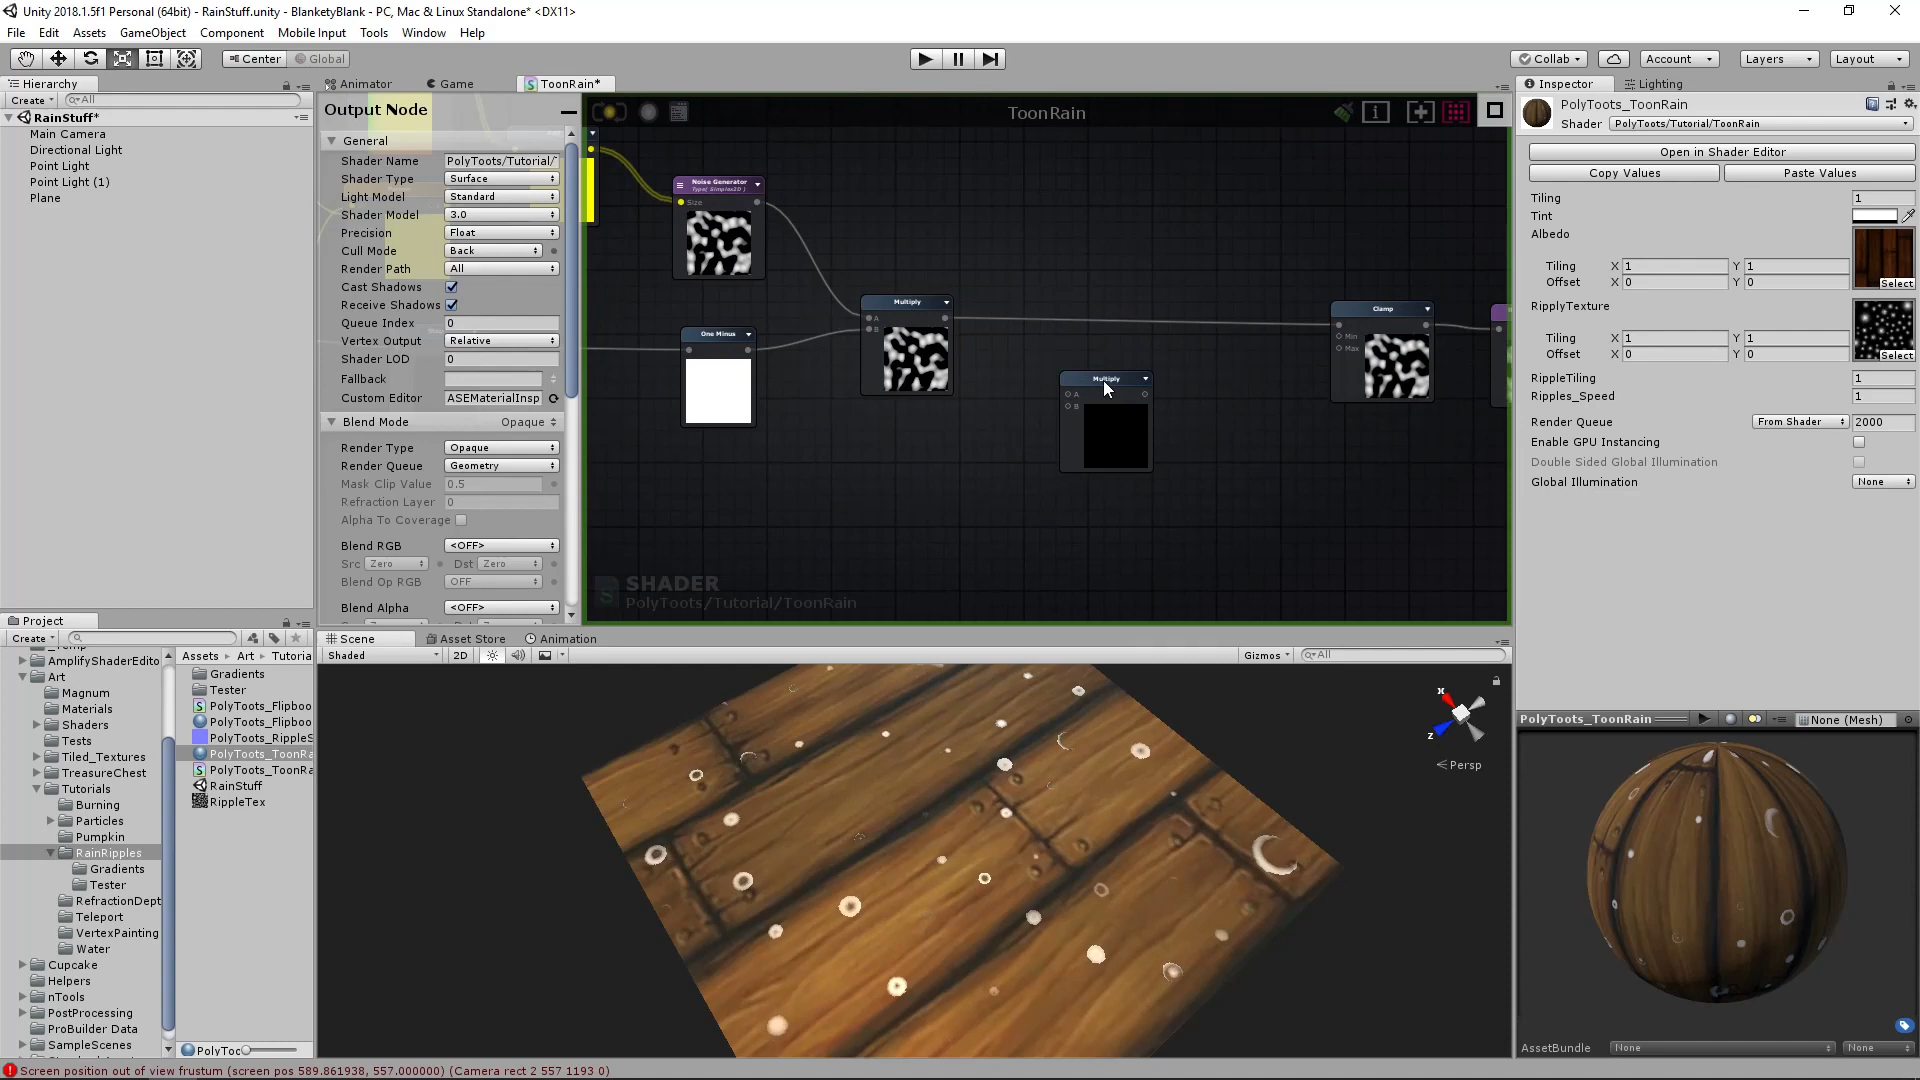 Unity 2018.1.5f1 Personal (64bit) - RainStuff.unity - BlanketyBlank - PC, Mac & Linux Standalone* <DX11>
File Edit Assets GameObject Component Mobile Input Tools Window Help
Center Global
Collab Account Layers Layout
Hierarchy
Create All
RainStuff*
Main Camera
Directional Light
Point Light
Point Light (1)
Plane
Animator Game ToonRain*
Output Node
General
Shader Name PolyToots/Tutorial/
Shader Type Surface
Light Model Standard
Shader Model 3.0
Precision Float
Cull Mode Back
Render Path All
Cast Shadows
Receive Shadows
Queue Index 0
Vertex Output Relative
Shader LOD 0
Fallback
Custom Editor ASEMaterialInsp
Blend Mode Opaque
Render Type Opaque
Render Queue Geometry
Mask Clip Value 0.5
Refraction Layer 0
Alpha To Coverage
Blend RGB <OFF>
Src Zero Dst Zero
Blend Op RGB OFF
Blend Alpha <OFF>
ToonRain
Noise Generator
Type( Simplex2D )
Size
One Minus
Multiply
A
B
Multiply
A
B
Clamp
Min
Max
SHADER
PolyToots/Tutorial/ToonRain
Inspector Lighting
PolyToots_ToonRain
Shader PolyToots/Tutorial/ToonRain
Open in Shader Editor
Copy Values Paste Values
Tiling 1
Tint
Albedo
Tiling X 1 Y 1
Offset X 0 Y 0
Select
RipplyTexture
Tiling X 1 Y 1
Offset X 0 Y 0
Select
RippleTiling 1
Ripples_Speed 1
Render Queue From Shader 2000
Enable GPU Instancing
Double Sided Global Illumination
Global Illumination None
Project
Create
AmplifyShaderEdito
Art
Magnum
Materials
Shaders
Tests
Tiled_Textures
TreasureChest
Tutorials
Burning
Particles
Pumpkin
RainRipples
Gradients
Tester
RefractionDept
Teleport
VertexPainting
Water
Cupcake
Helpers
nTools
PostProcessing
ProBuilder Data
SampleScenes
Assets Art Tutoria
Gradients
Tester
PolyToots_Flipboo
PolyToots_Flipboo
PolyToots_RippleS
PolyToots_ToonRa
PolyToots_ToonRa
RainStuff
RippleTex
PolyToo
Scene Asset Store Animation
Shaded 2D Gizmos All
x
z
Persp
PolyToots_ToonRain None (Mesh)
AssetBundle None None
Screen position out of view frustum (screen pos 589.861938, 557.000000) (Camera rect 2 557 1193 0)